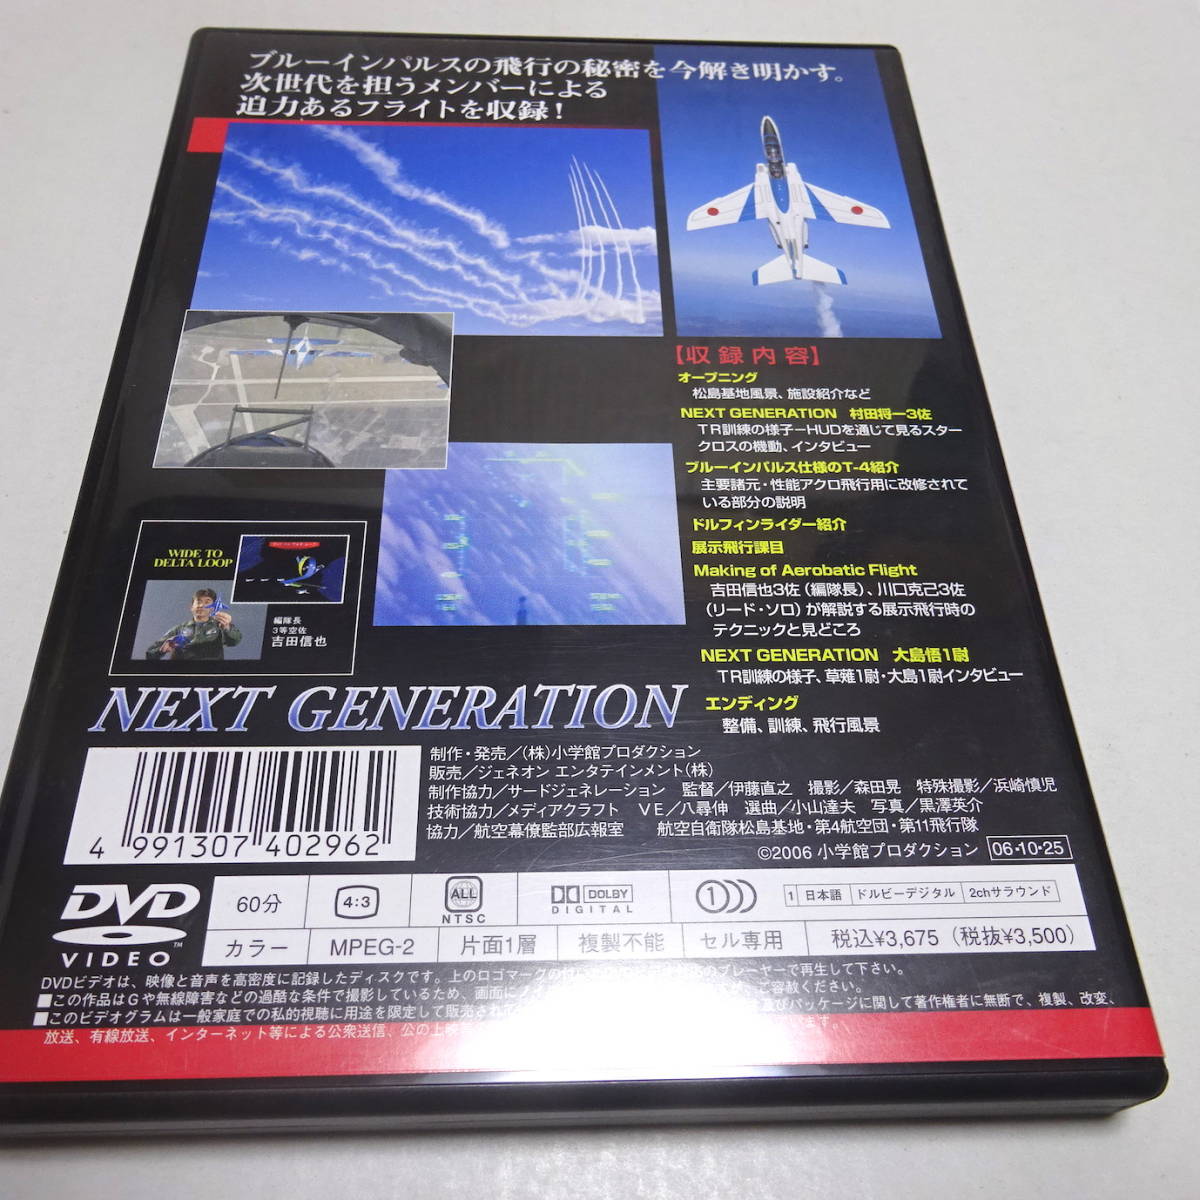 ブルーインパルスの飛行の秘密を今解き明かす。
次世代を担うメンバーによる
迫力あるフライトを収録！
【収録内容】
オープニング
松島基地風景、施設紹介など
NEXT GENERATION 村田将一3佐
TR訓練の様子－HUDを通じて見るスター
クロスの機動、インタビュー
ブルーインパルス仕様のT-4紹介
主要諸元・性能アクロ飛行用に改修されて
いる部分の説明
ドルフィンライダー紹介
展示飛行課目
Making of Aerobatic Flight
吉田信也3佐（編隊長）、川口克己3佐
（リード・ソロ）が解説する展示飛行時の
テクニックと見どころ
NEXT GENERATION 大島悟1尉
TR訓練の様子、草薙1尉・大島1尉インタビュー
エンディング
整備、訓練、飛行風景
WIDE TO
DELTA LOOP
編隊長
3等空佐
吉田信也
NEXT GENERATION
制作・発売／（株）小学館プロダクション
販売／ジェネオン エンタテインメント（株）
制作協力／サードジェネレーション 監督／伊藤直之 撮影／森田晃 特殊撮影／浜崎慎児
技術協力／メディアクラフト VE／八尋伸 選曲／小山達夫 写真／黒澤英介
協力／航空幕僚監部広報室 航空自衛隊松島基地・第4航空団・第11飛行隊
©2006 小学館プロダクション 06・10・25
4 991307 402962
DVD
VIDEO
60分 4:3 ALL NTSC DOLBY DIGITAL 1 1 日本語 ドルビーデジタル 2chサラウンド
カラー MPEG-2 片面1層 複製不能 セル専用 税込¥3,675（税抜¥3,500）
DVDビデオは、映像と音声を高密度に記録したディスクです。上のロゴマークの付いたDVDビデオ対応のプレーヤーで再生して下さい。
■この作品はGや無線障害などの過酷な条件で撮影しているため、画面にノイ ご容赦ください。
■このビデオグラムは一般家庭での私的視聴に用途を限定して販売されて 及びパッケージに関して著作権者に無断で、複製、改変、
放送、有線放送、インターネット等による公衆送信、公の上映等 ます。